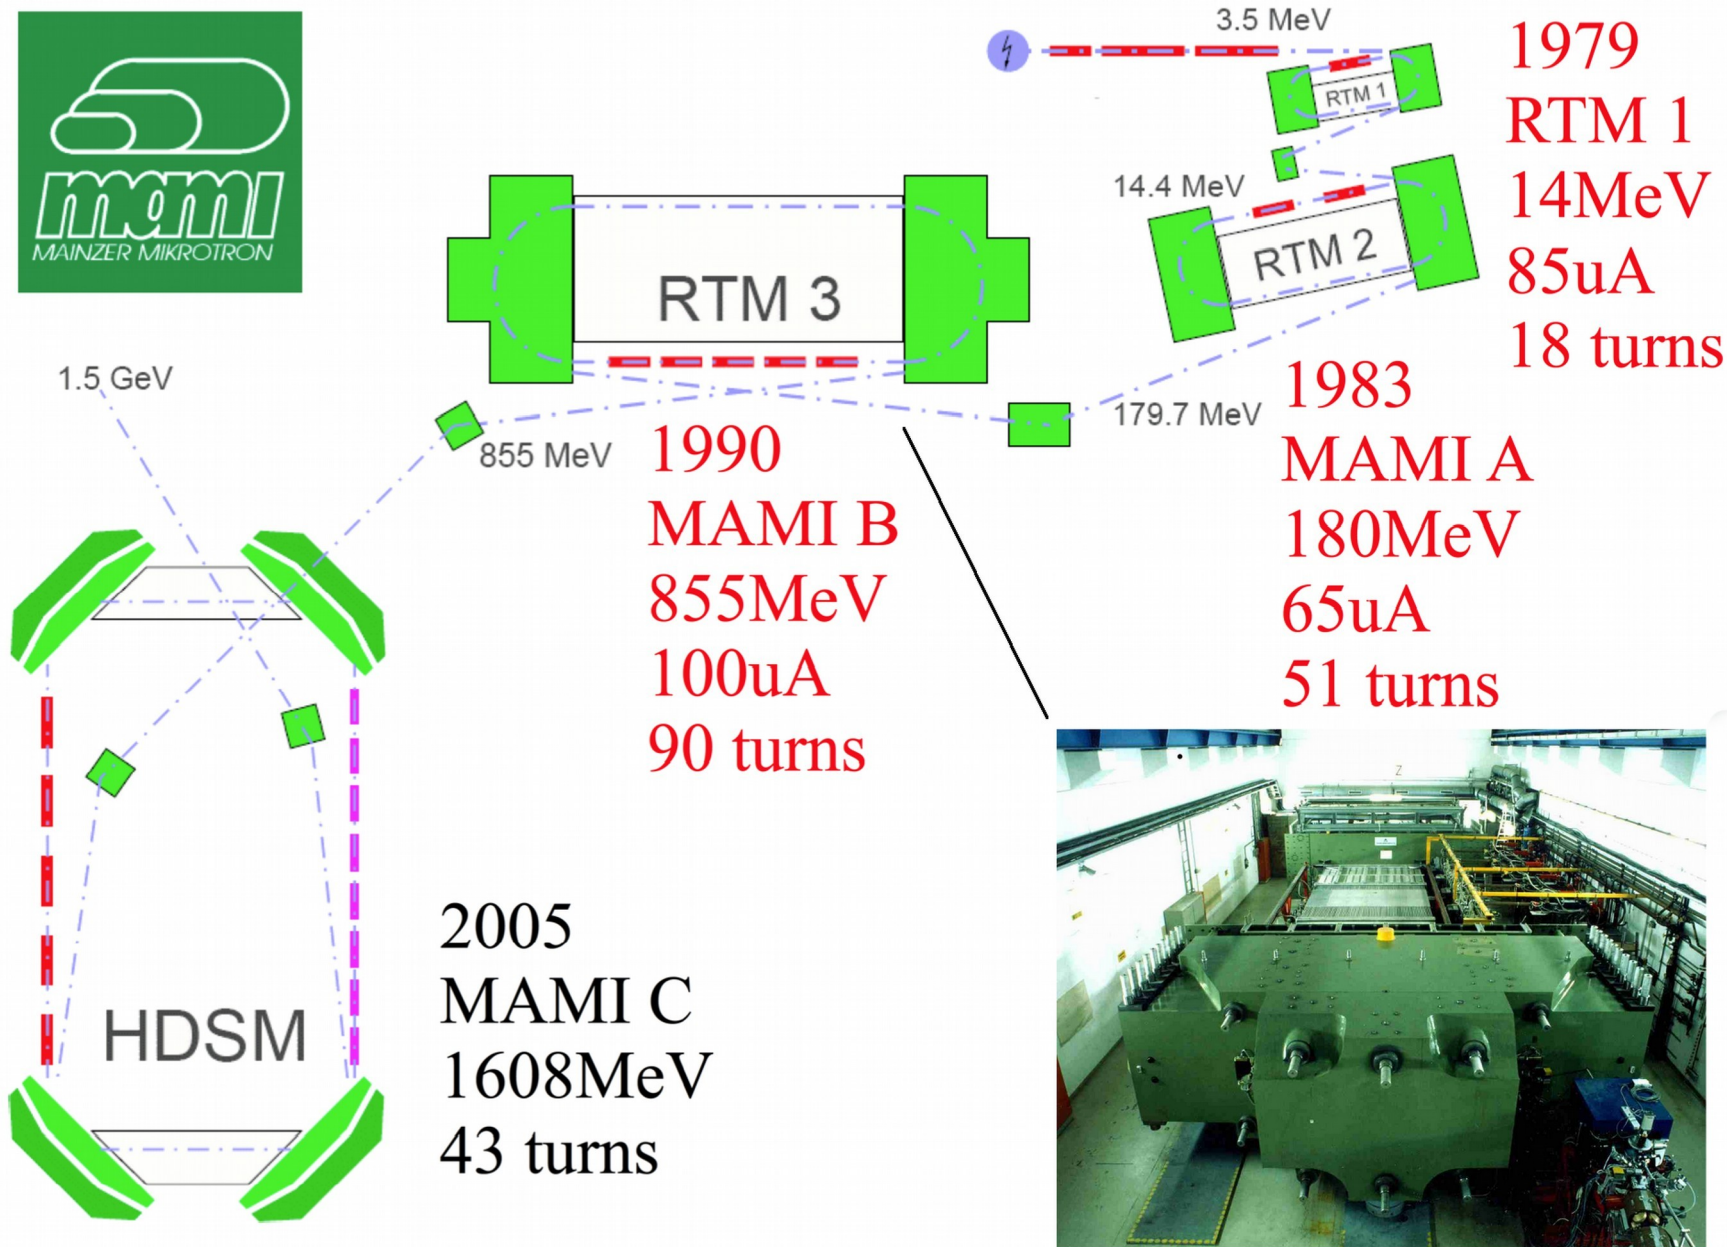 mami
MAINZER MIKROTRON
3.5 MeV
RTM 1
14.4 MeV
RTM 2
1979
RTM 1
14MeV
85uA
18 turns
RTM 3
179.7 MeV
1983
MAMI A
180MeV
65uA
51 turns
855 MeV
1990
MAMI B
855MeV
100uA
90 turns
1.5 GeV
HDSM
2005
MAMI C
1608MeV
43 turns
Z